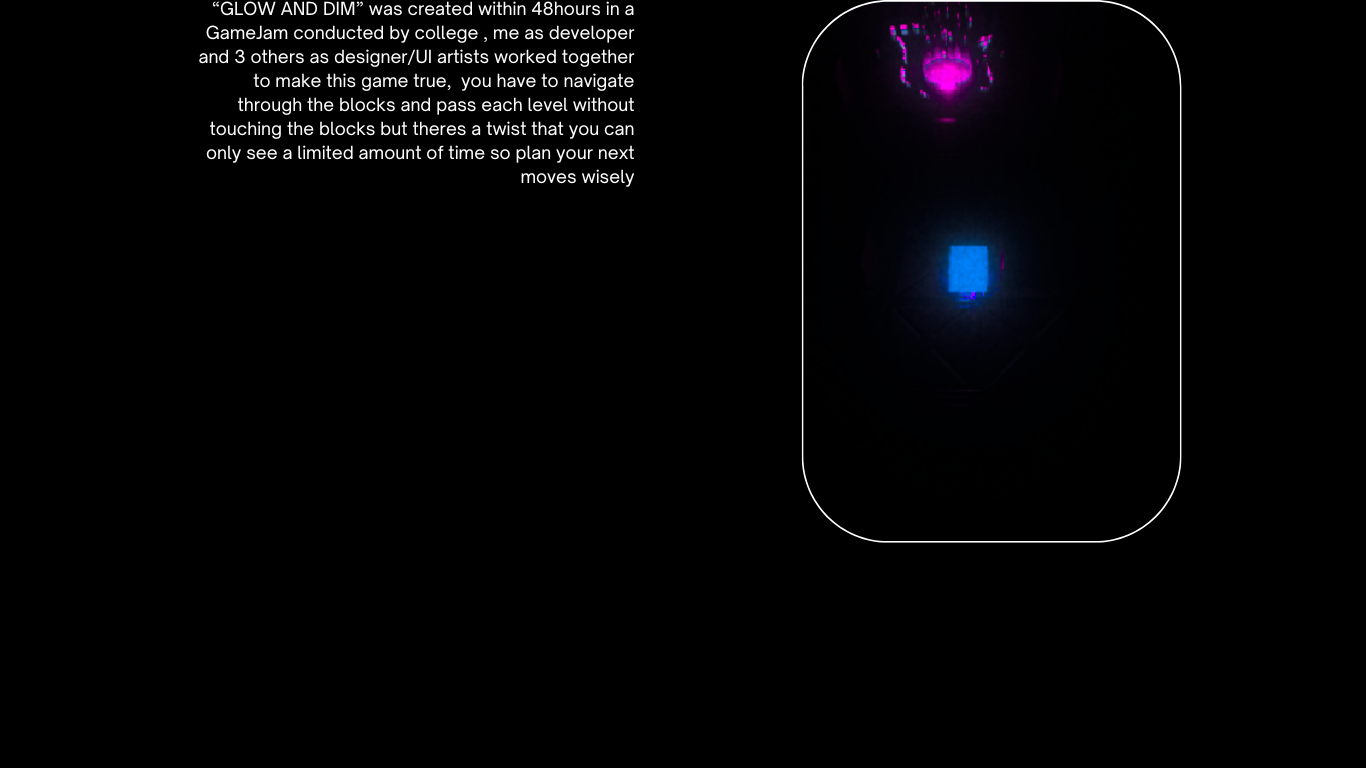 “GLOW AND DIM” was created within 48hours in a
GameJam conducted by college , me as developer
and 3 others as designer/UI artists worked together
to make this game true,  you have to navigate
through the blocks and pass each level without
touching the blocks but theres a twist that you can
only see a limited amount of time so plan your next
moves wisely